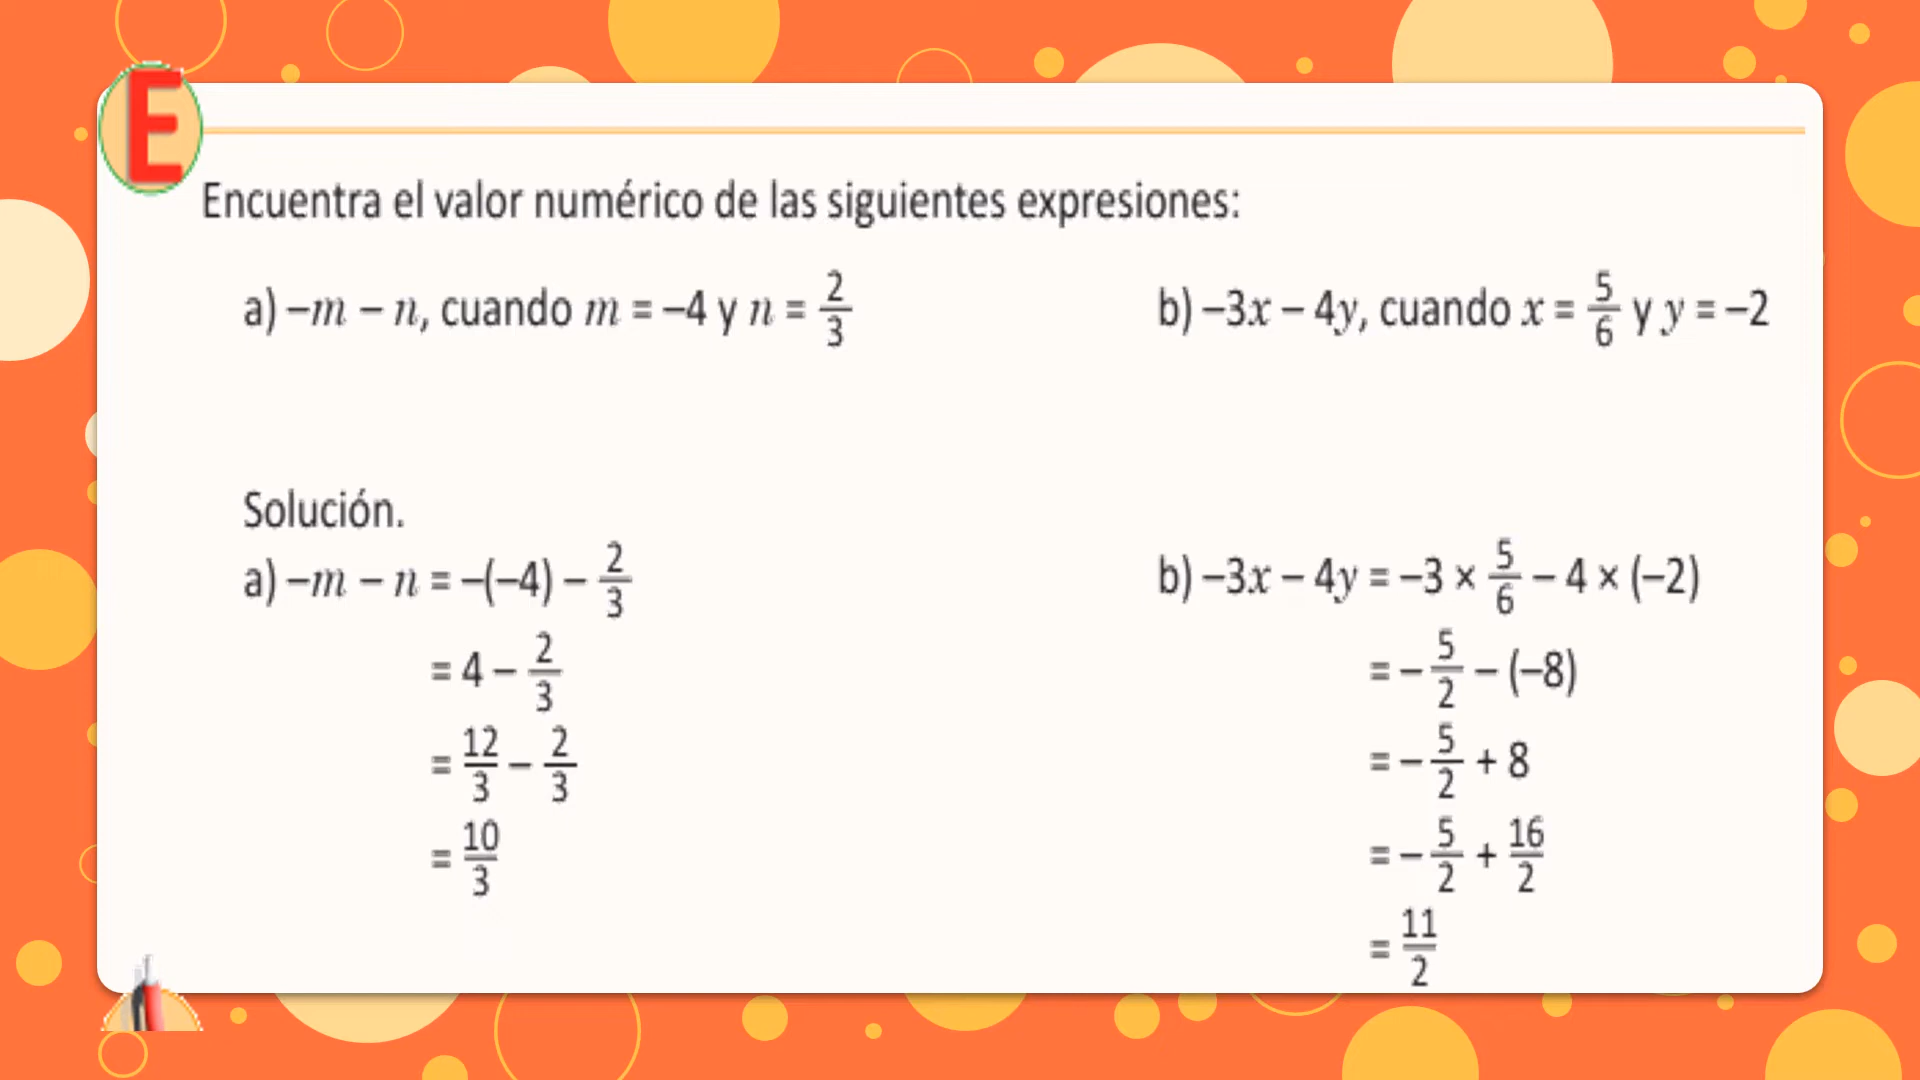 E
Encuentra el valor numérico de las siguientes expresiones:
a) –m – n, cuando m = –4 y n = 2/3
b) –3x – 4y, cuando x = 5/6 y y = –2
Solución.
a) –m – n = –(–4) – 2/3
= 4 – 2/3
= 12/3 – 2/3
= 10/3
b) –3x – 4y = –3 × 5/6 – 4 × (–2)
= – 5/2 – (–8)
= – 5/2 + 8
= – 5/2 + 16/2
= 11/2